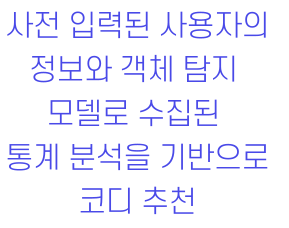 사전 입력된 사용자의
정보와 객체 탐지
모델로 수집된
통계 분석을 기반으로
코디 추천